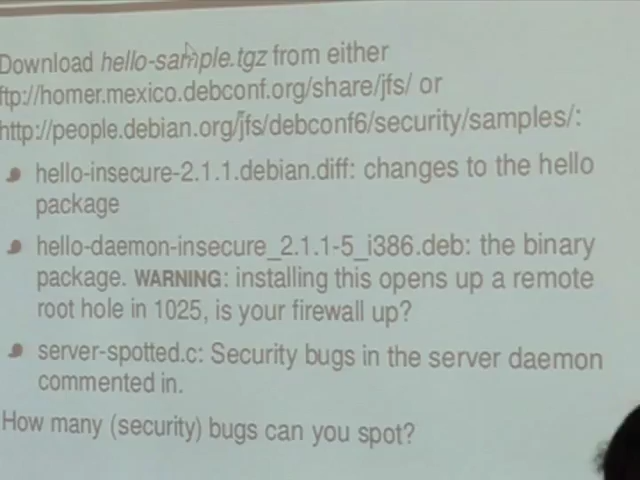 Download hello-sample.tgz from either
ftp://homer.mexico.debconf.org/share/jfs/ or
http://people.debian.org/jfs/debconf6/security/samples/:
hello-insecure-2.1.1.debian.diff: changes to the hello
package
hello-daemon-insecure_2.1.1-5_i386.deb: the binary
package. WARNING: installing this opens up a remote
root hole in 1025, is your firewall up?
server-spotted.c: Security bugs in the server daemon
commented in.
How many (security) bugs can you spot?